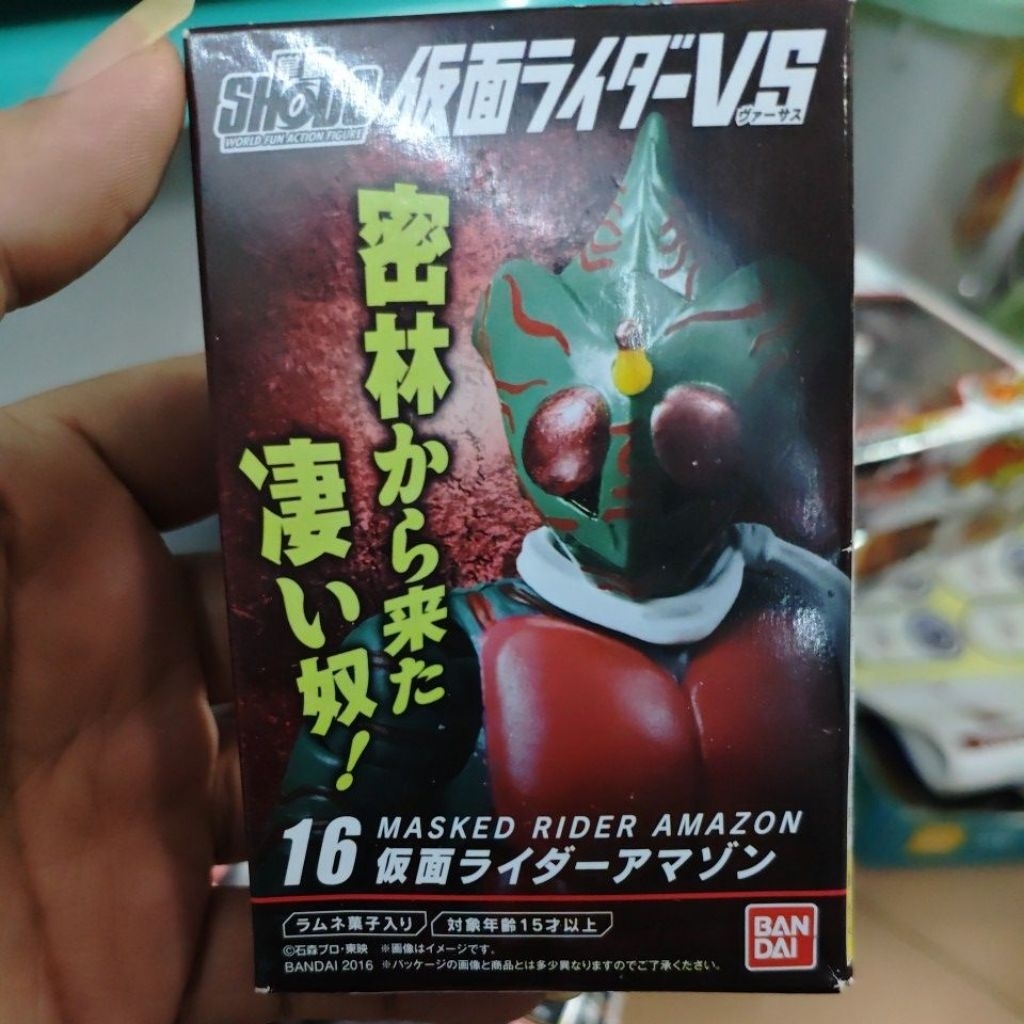 SHODO
WORLD FUN ACTION FIGURE
仮面ライダーVS
ヴァーサス
密林から来た
凄い奴!
16
MASKED RIDER AMAZON
仮面ライダーアマゾン
ラムネ菓子入り
対象年齢15才以上
©石森プロ・東映 ※画像はイメージです。
BANDAI 2016 ※パッケージの画像と商品とは多少異なりますのでご了承ください。
BAN
DAI